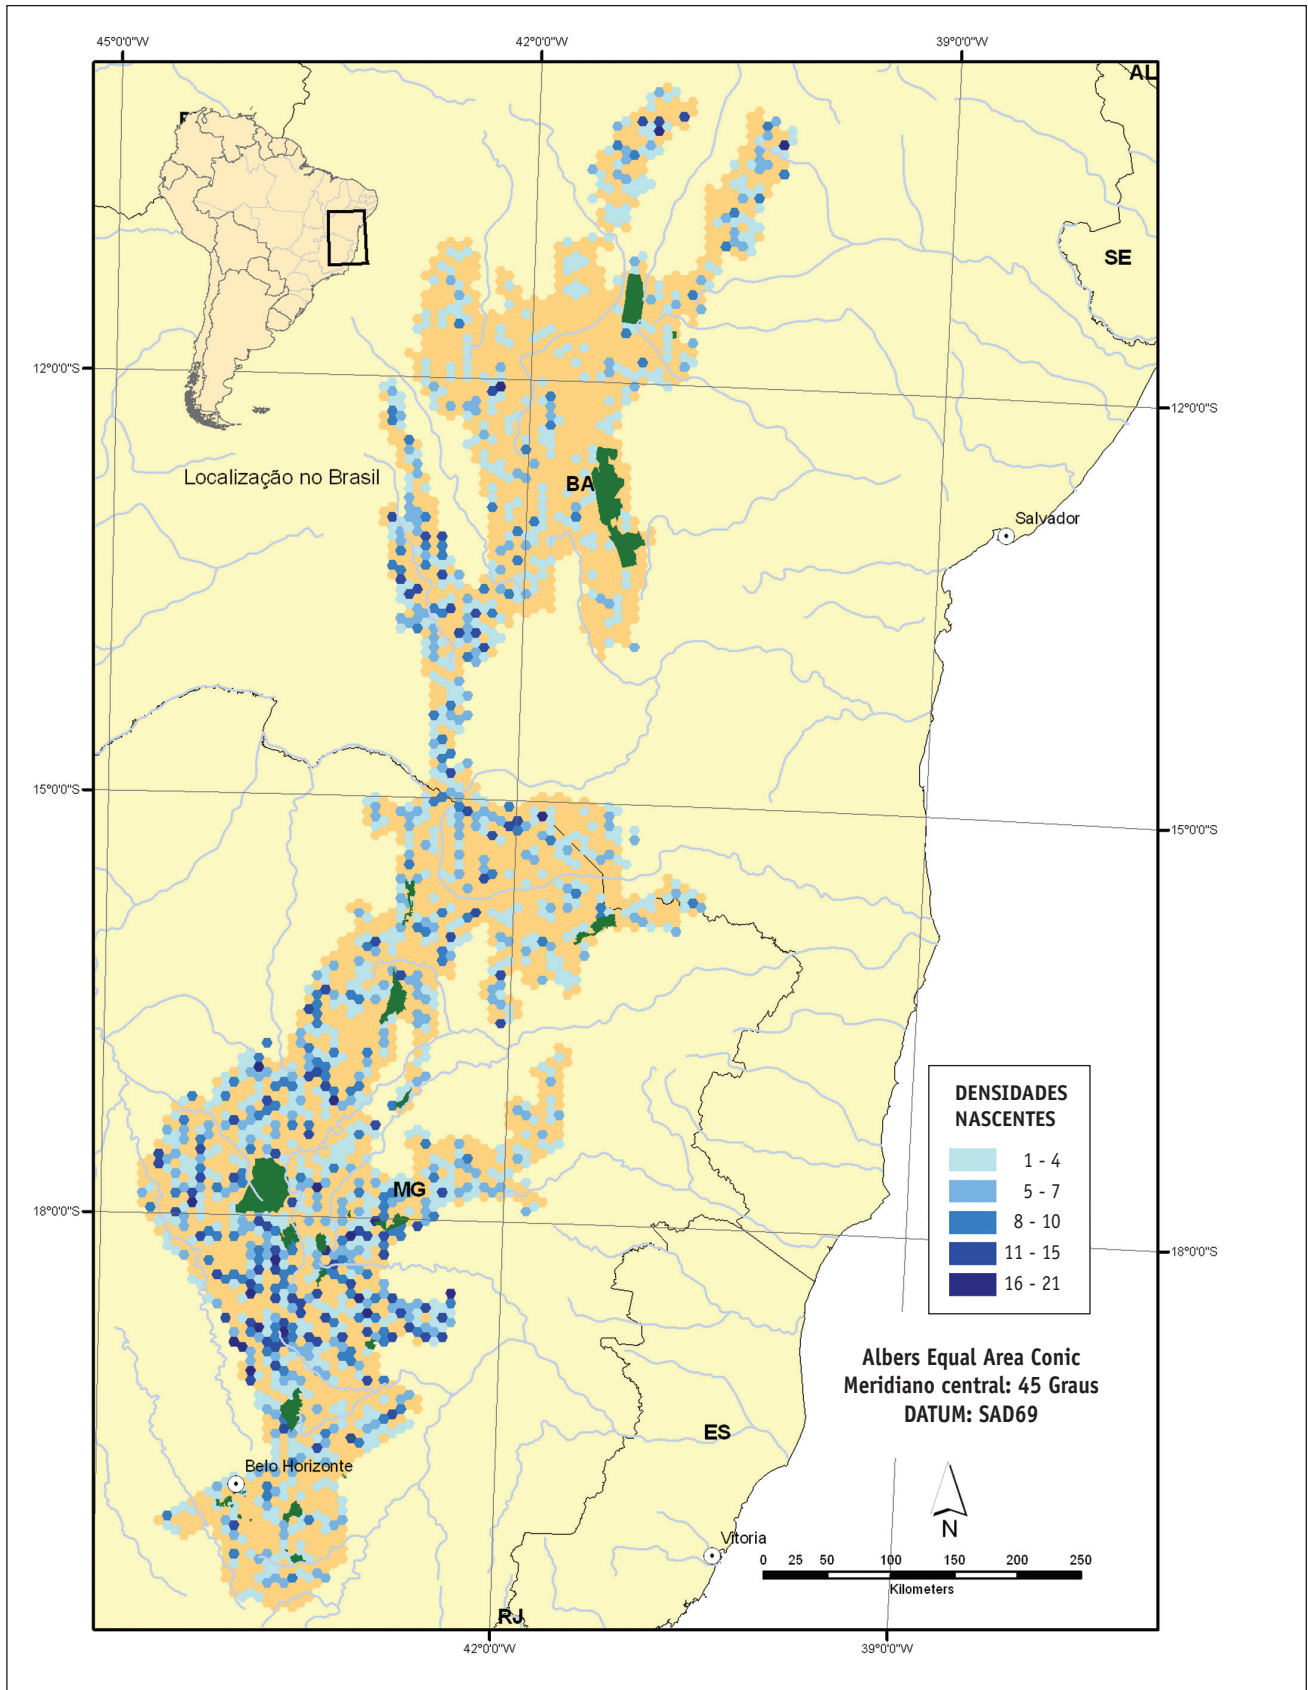 45°0'0"W
42°0'0"W
39°0'0"W
AL
SE
12°0'0"S
12°0'0"S
Localização no Brasil
BA
Salvador
15°0'0"S
15°0'0"S
DENSIDADES
NASCENTES
1 - 4
5 - 7
8 - 10
11 - 15
16 - 21
MG
18°0'0"S
18°0'0"S
Albers Equal Area Conic
Meridiano central: 45 Graus
DATUM: SAD69
ES
Belo Horizonte
N
Vitoria
0 25 50 100 150 200 250
Kilometers
RJ
42°0'0"W
39°0'0"W